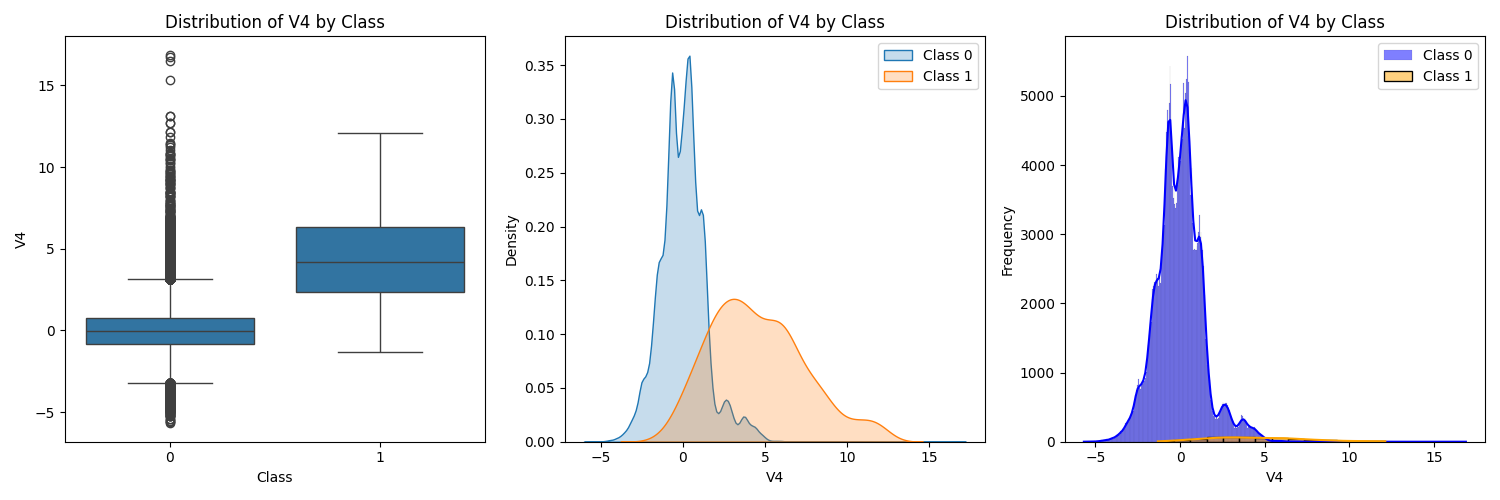 Distribution of V4 by Class
V4
15
10
5
0
−5
0
1
Class
Distribution of V4 by Class
Class 0
Class 1
Density
0.35
0.30
0.25
0.20
0.15
0.10
0.05
0.00
−5
0
5
10
15
V4
Distribution of V4 by Class
Class 0
Class 1
Frequency
5000
4000
3000
2000
1000
0
−5
0
5
10
15
V4